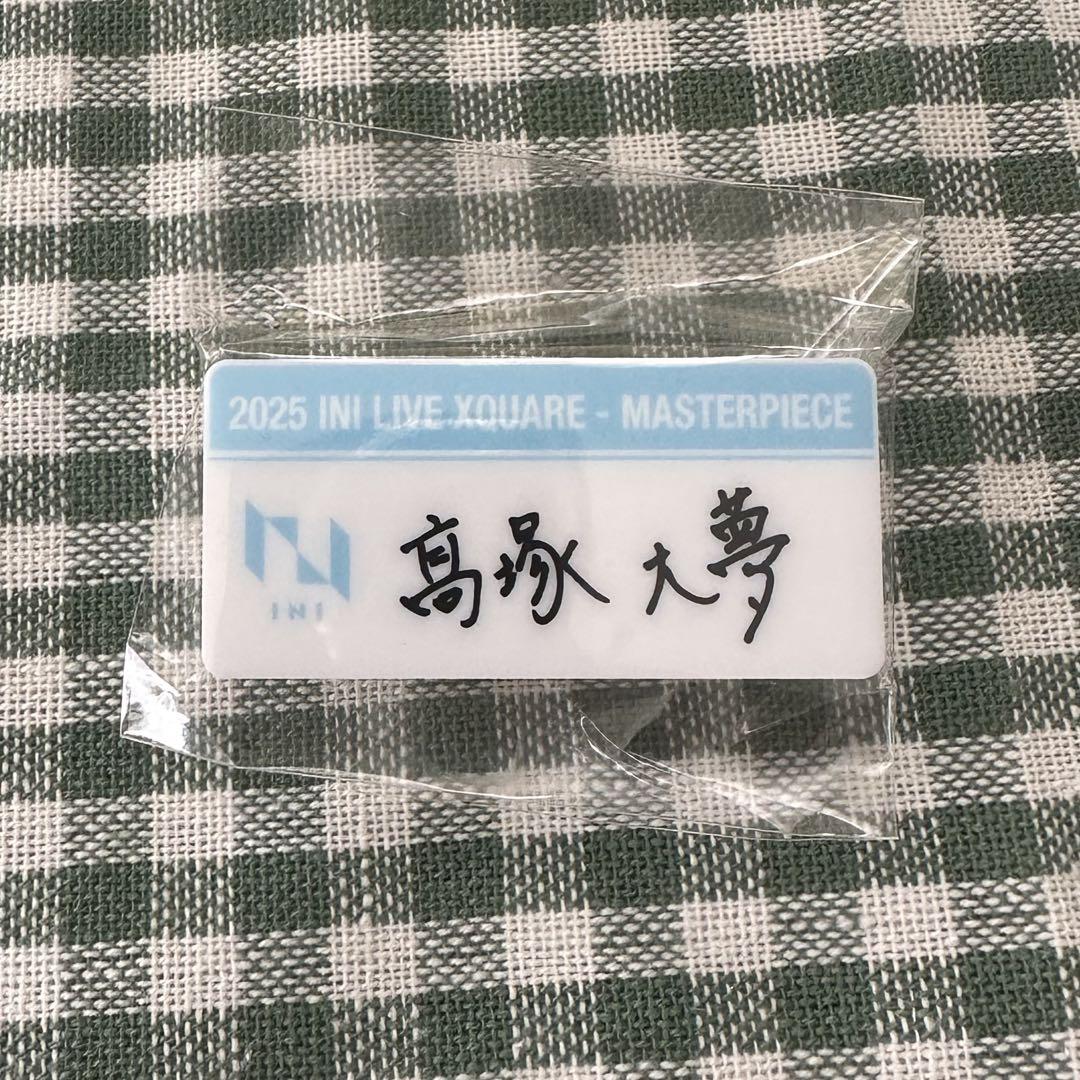 2025 INI LIVE XQUARE - MASTERPIECE
INI
髙塚 大夢